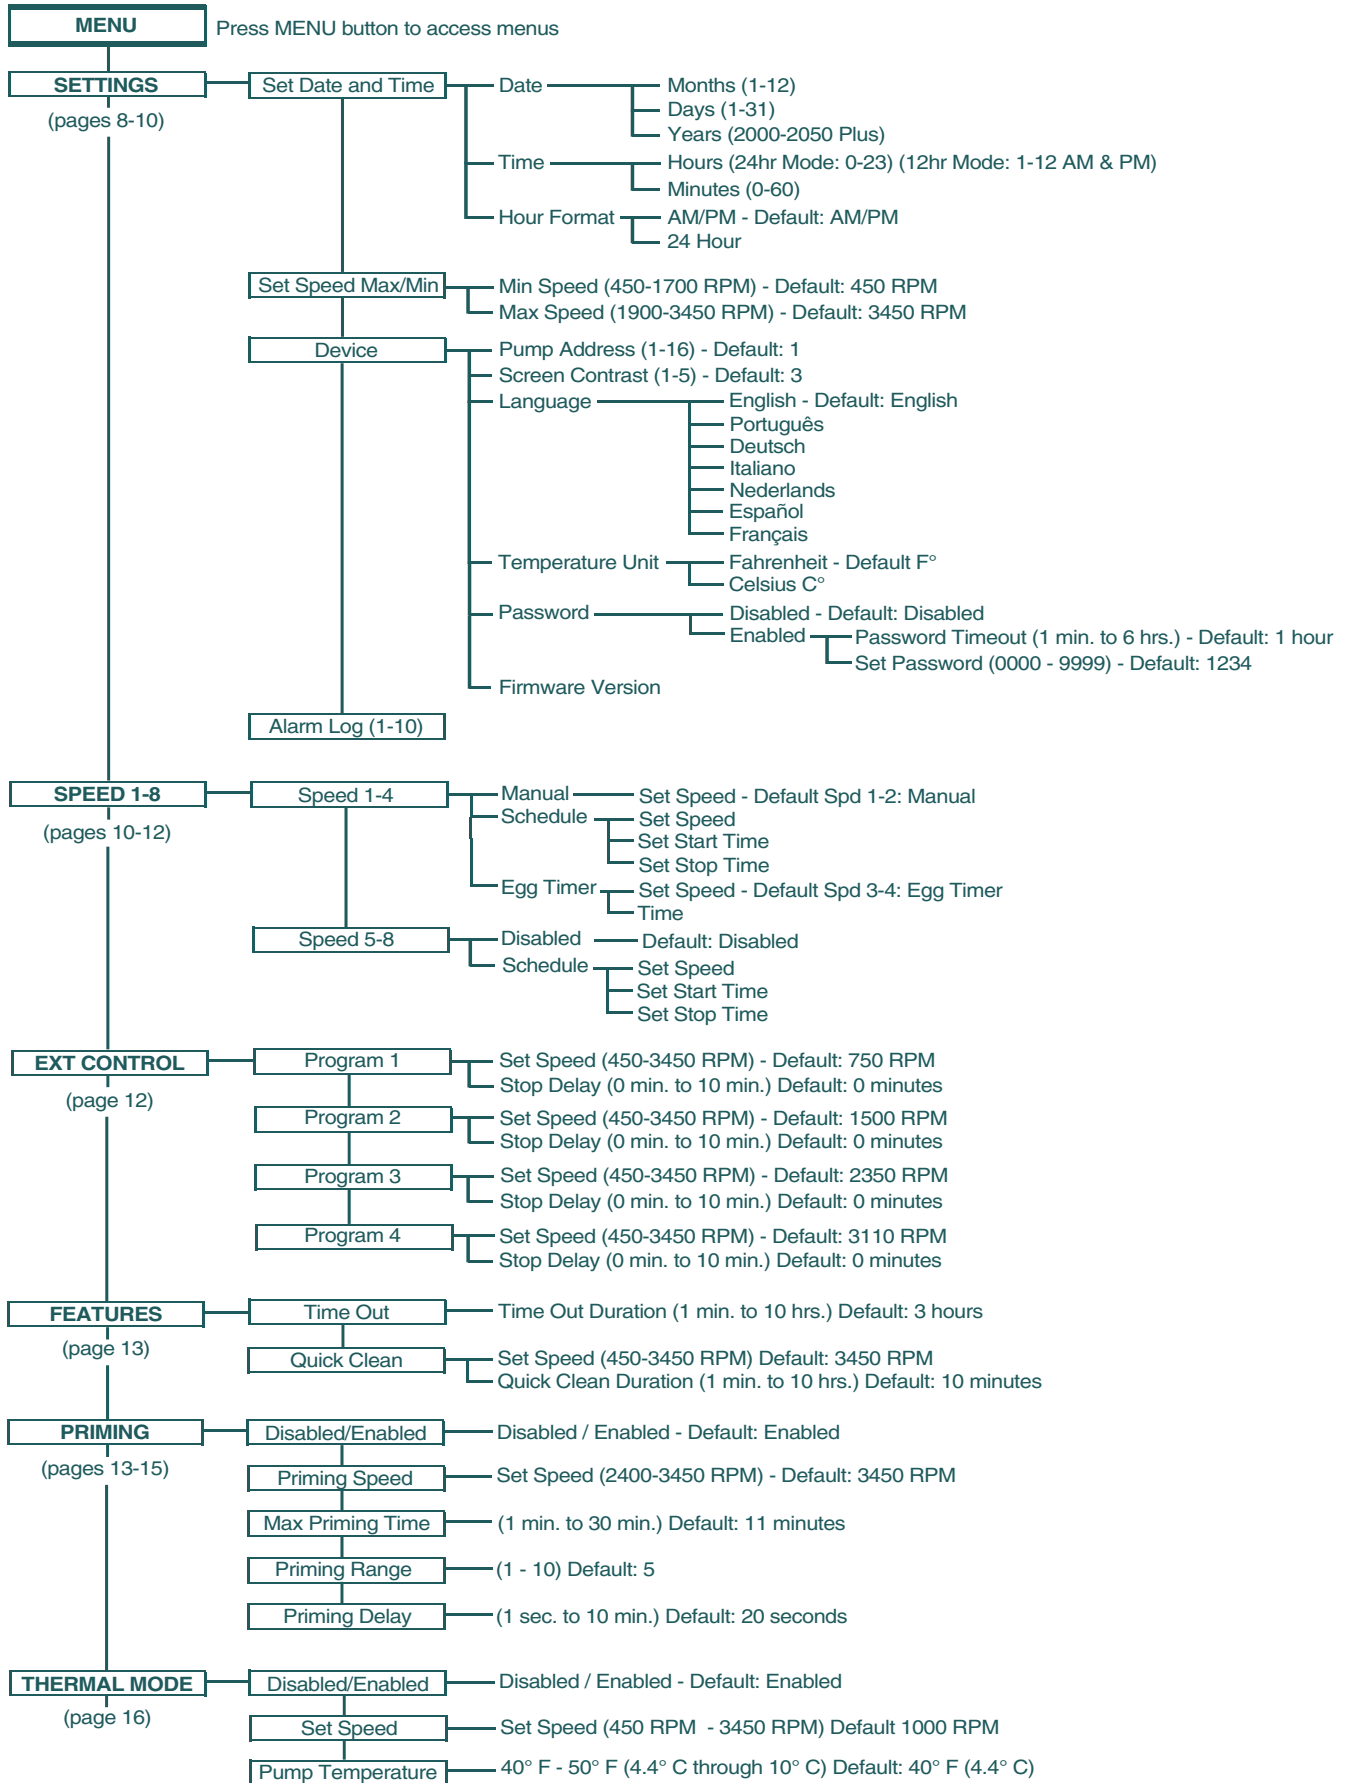 MENU
Press MENU button to access menus
SETTINGS
(pages 8-10)
Set Date and Time
Date
Months (1-12)
Days (1-31)
Years (2000-2050 Plus)
Time
Hours (24hr Mode: 0-23) (12hr Mode: 1-12 AM & PM)
Minutes (0-60)
Hour Format
AM/PM - Default: AM/PM
24 Hour
Set Speed Max/Min
Min Speed (450-1700 RPM) - Default: 450 RPM
Max Speed (1900-3450 RPM) - Default: 3450 RPM
Device
Pump Address (1-16) - Default: 1
Screen Contrast (1-5) - Default: 3
Language
English - Default: English
Português
Deutsch
Italiano
Nederlands
Español
Français
Temperature Unit
Fahrenheit - Default F°
Celsius C°
Password
Disabled - Default: Disabled
Enabled
Password Timeout (1 min. to 6 hrs.) - Default: 1 hour
Set Password (0000 - 9999) - Default: 1234
Firmware Version
Alarm Log (1-10)
SPEED 1-8
(pages 10-12)
Speed 1-4
Manual
Set Speed - Default Spd 1-2: Manual
Schedule
Set Speed
Set Start Time
Set Stop Time
Egg Timer
Set Speed - Default Spd 3-4: Egg Timer
Time
Speed 5-8
Disabled
Default: Disabled
Schedule
Set Speed
Set Start Time
Set Stop Time
EXT CONTROL
(page 12)
Program 1
Set Speed (450-3450 RPM) - Default: 750 RPM
Stop Delay (0 min. to 10 min.) Default: 0 minutes
Program 2
Set Speed (450-3450 RPM) - Default: 1500 RPM
Stop Delay (0 min. to 10 min.) Default: 0 minutes
Program 3
Set Speed (450-3450 RPM) - Default: 2350 RPM
Stop Delay (0 min. to 10 min.) Default: 0 minutes
Program 4
Set Speed (450-3450 RPM) - Default: 3110 RPM
Stop Delay (0 min. to 10 min.) Default: 0 minutes
FEATURES
(page 13)
Time Out
Time Out Duration (1 min. to 10 hrs.) Default: 3 hours
Quick Clean
Set Speed (450-3450 RPM) Default: 3450 RPM
Quick Clean Duration (1 min. to 10 hrs.) Default: 10 minutes
PRIMING
(pages 13-15)
Disabled/Enabled
Disabled / Enabled - Default: Enabled
Priming Speed
Set Speed (2400-3450 RPM) - Default: 3450 RPM
Max Priming Time
(1 min. to 30 min.) Default: 11 minutes
Priming Range
(1 - 10) Default: 5
Priming Delay
(1 sec. to 10 min.) Default: 20 seconds
THERMAL MODE
(page 16)
Disabled/Enabled
Disabled / Enabled - Default: Enabled
Set Speed
Set Speed (450 RPM - 3450 RPM) Default 1000 RPM
Pump Temperature
40° F - 50° F (4.4° C through 10° C) Default: 40° F (4.4° C)